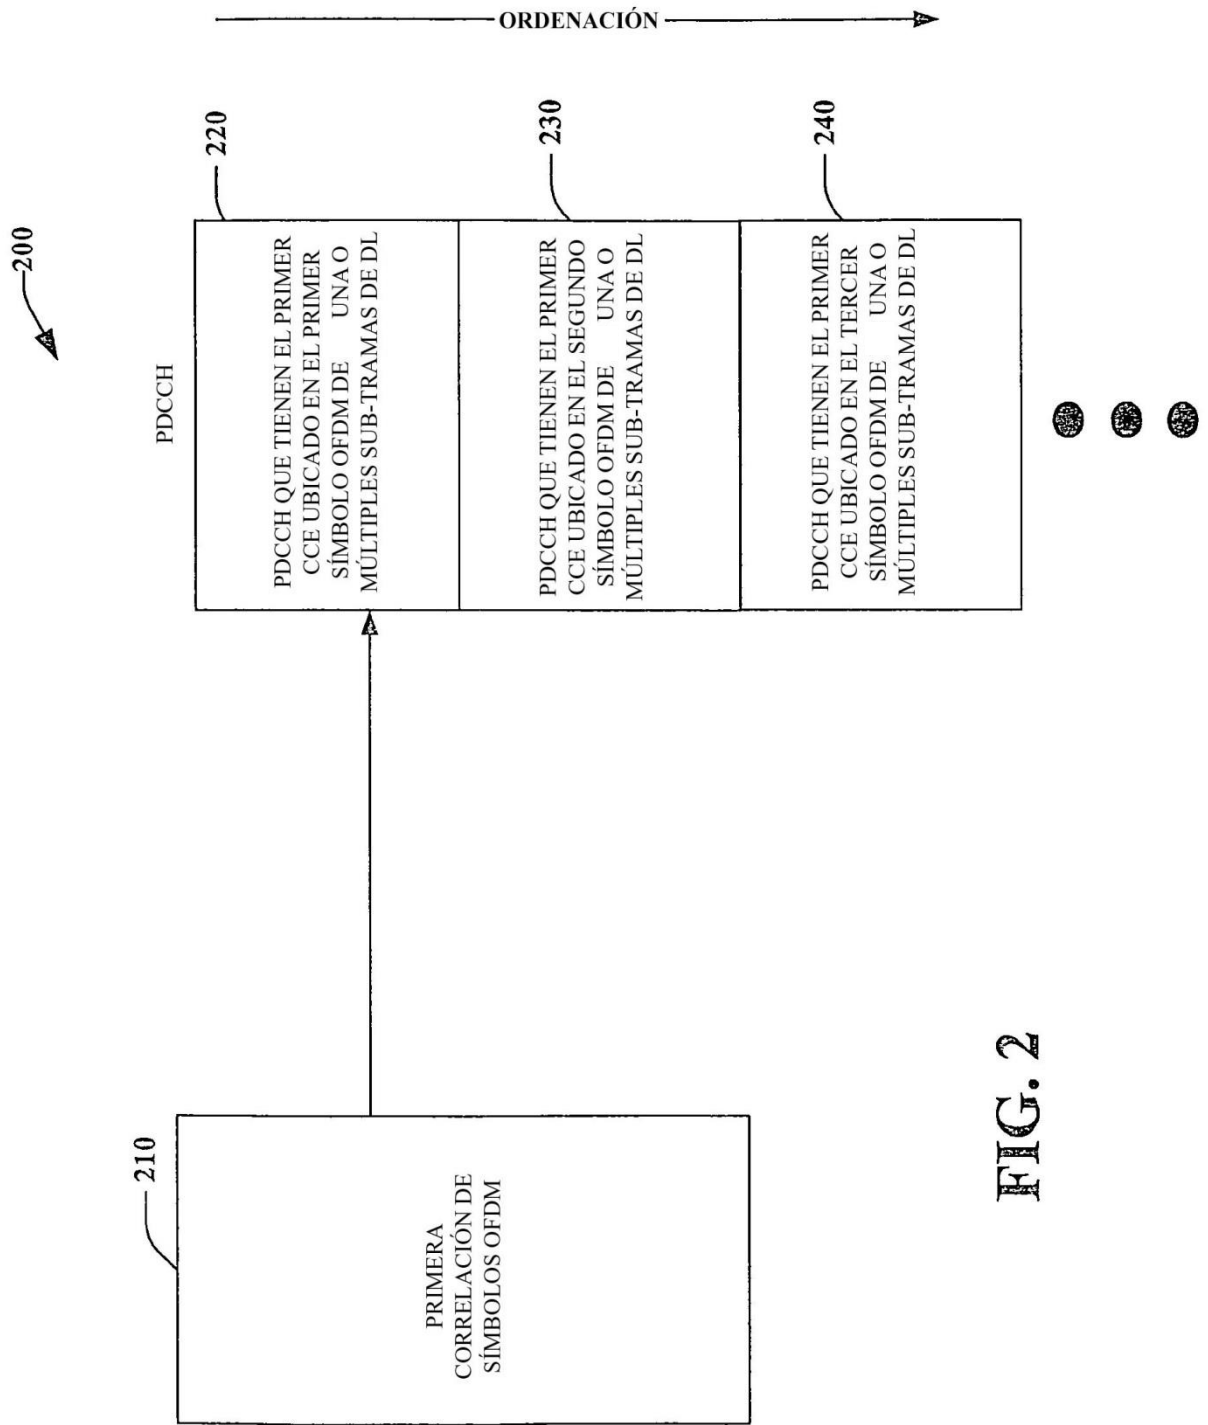 ORDENACIÓN
200
PDCCH
220
PDCCH QUE TIENEN EL PRIMER
CCE UBICADO EN EL PRIMER
SÍMBOLO OFDM DE UNA O
MÚLTIPLES SUB-TRAMAS DE DL
230
PDCCH QUE TIENEN EL PRIMER
CCE UBICADO EN EL SEGUNDO
SÍMBOLO OFDM DE UNA O
MÚLTIPLES SUB-TRAMAS DE DL
240
PDCCH QUE TIENEN EL PRIMER
CCE UBICADO EN EL TERCER
SÍMBOLO OFDM DE UNA O
MÚLTIPLES SUB-TRAMAS DE DL
210
PRIMERA
CORRELACIÓN DE
SÍMBOLOS OFDM
FIG. 2